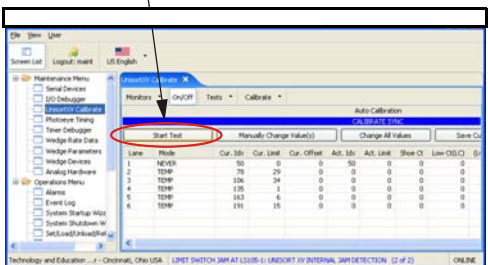 File View User
Screen List Logout: maint US English
Maintenance Menu
Serial Devices
I/O Debugger
UnisortXV Calibrate
Photoeye Timing
Timer Debugger
Wedge Rate Data
Wedge Parameters
Wedge Devices
Analog Hardware
Operations Menu
Alarms
Event Log
System Startup Wiz
System Shutdown W
Set/Load/Unload/Re
UnisortXV Calibrate
Monitors On/Off Tests Calibrate
Auto Calibration
CALIBRATE SYNC
Start Test Manually Change Value(s) Change All Values Save Cu
Lane Mode Cur. Idx Cur. Limit Cur. Offset Act. Idx Act. Limit Shoe Ct Low Ct(LC)
1 NEVER 50 0 0 50 0 0 0
2 TEMP 78 29 0 0 0 0 0
3 TEMP 106 34 0 0 0 0 0
4 TEMP 135 1 0 0 0 0 0
5 TEMP 163 6 0 0 0 0 0
6 TEMP 191 15 0 0 0 0 0
Technology and Education ...r - Cincinnati, Ohio USA LIMIT SWITCH JAM AT LS105-1: UNISORT XV INTERNAL JAM DETECTION (2 of 2) ONLINE